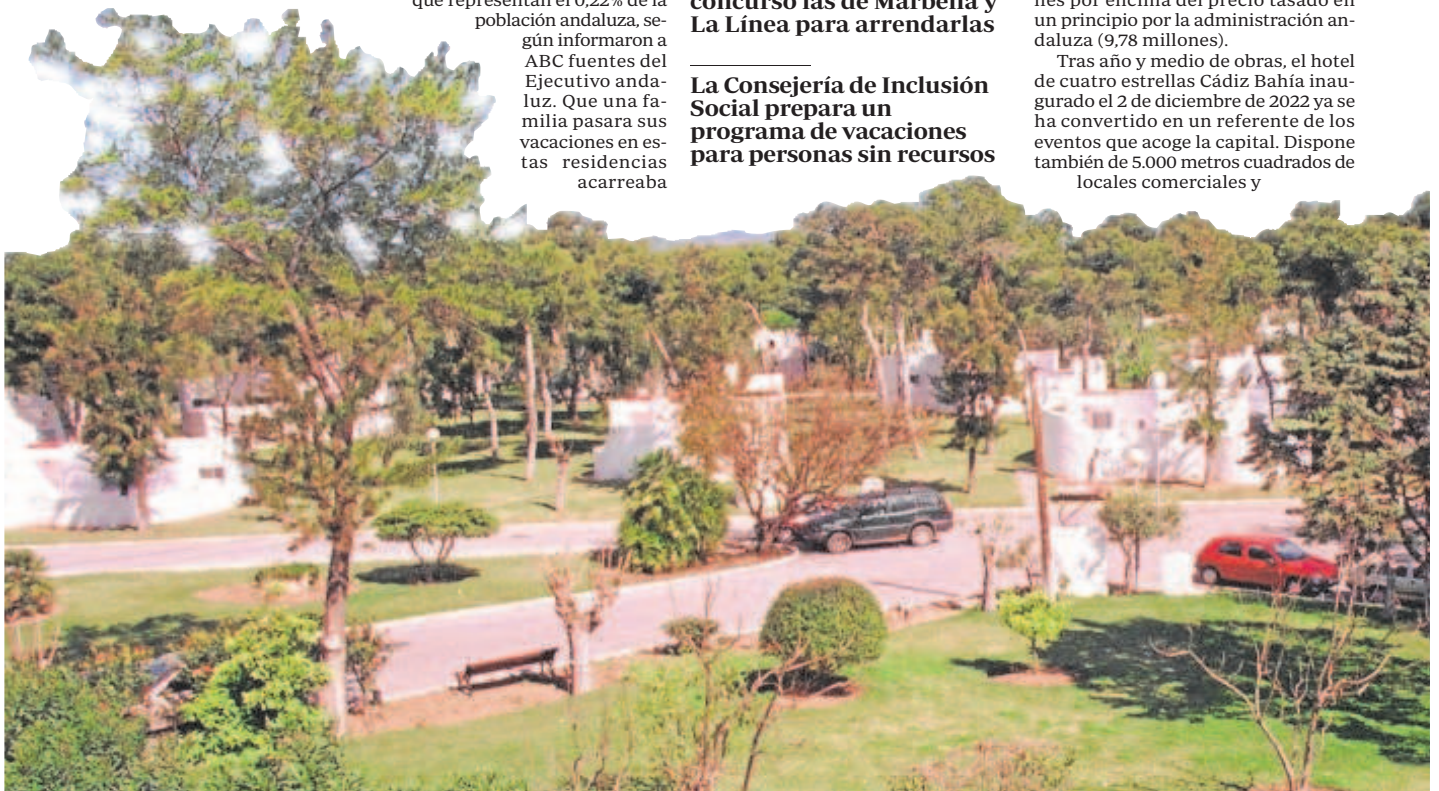 que representan el 0,22% de la
población andaluza, se-
gún informaron a
ABC fuentes del
Ejecutivo anda-
luz. Que una fa-
milia pasara sus
vacaciones en es-
tas residencias
acarreaba
concurso las de Marbella y
La Línea para arrendarlas
La Consejería de Inclusión
Social prepara un
programa de vacaciones
para personas sin recursos
nes por encima del precio tasado en
un principio por la administración an-
daluza (9,78 millones).
Tras año y medio de obras, el hotel
de cuatro estrellas Cádiz Bahía inau-
gurado el 2 de diciembre de 2022 ya se
ha convertido en un referente de los
eventos que acoge la capital. Dispone
también de 5.000 metros cuadrados de
locales comerciales y